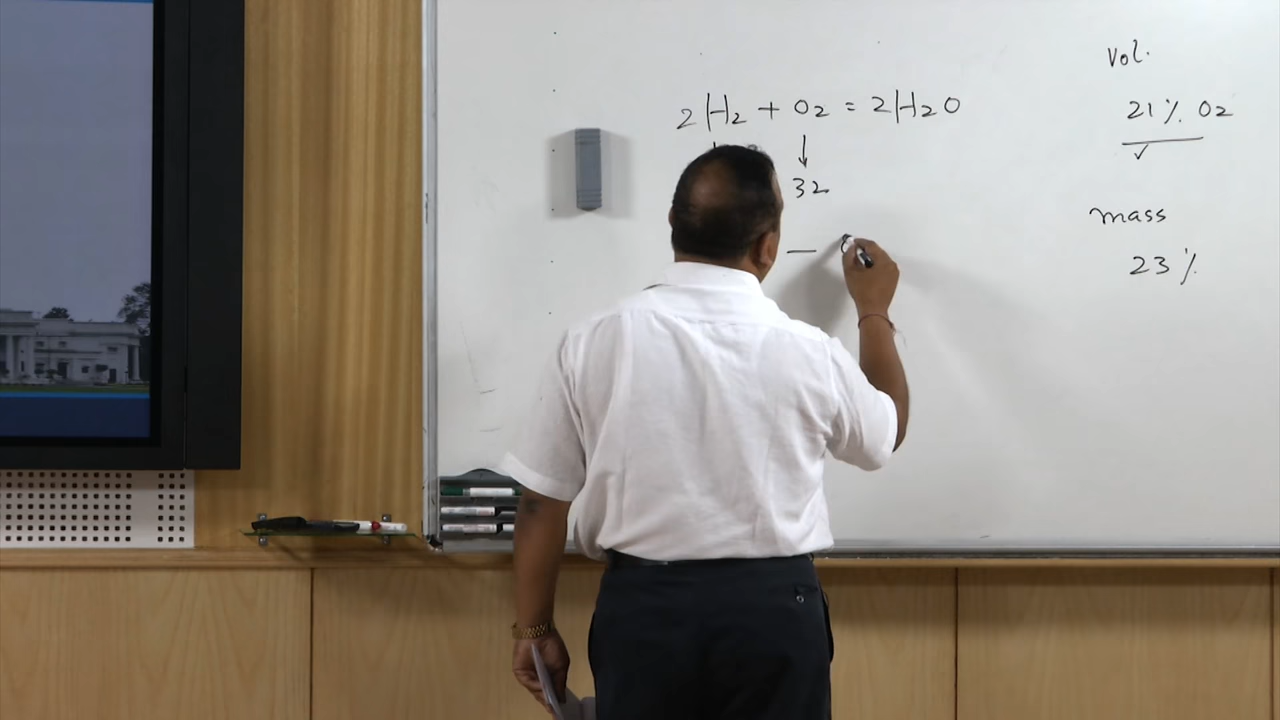 2H2 + O2 = 2H2O
32
—
Vol.
21% O2
✓
mass
23%